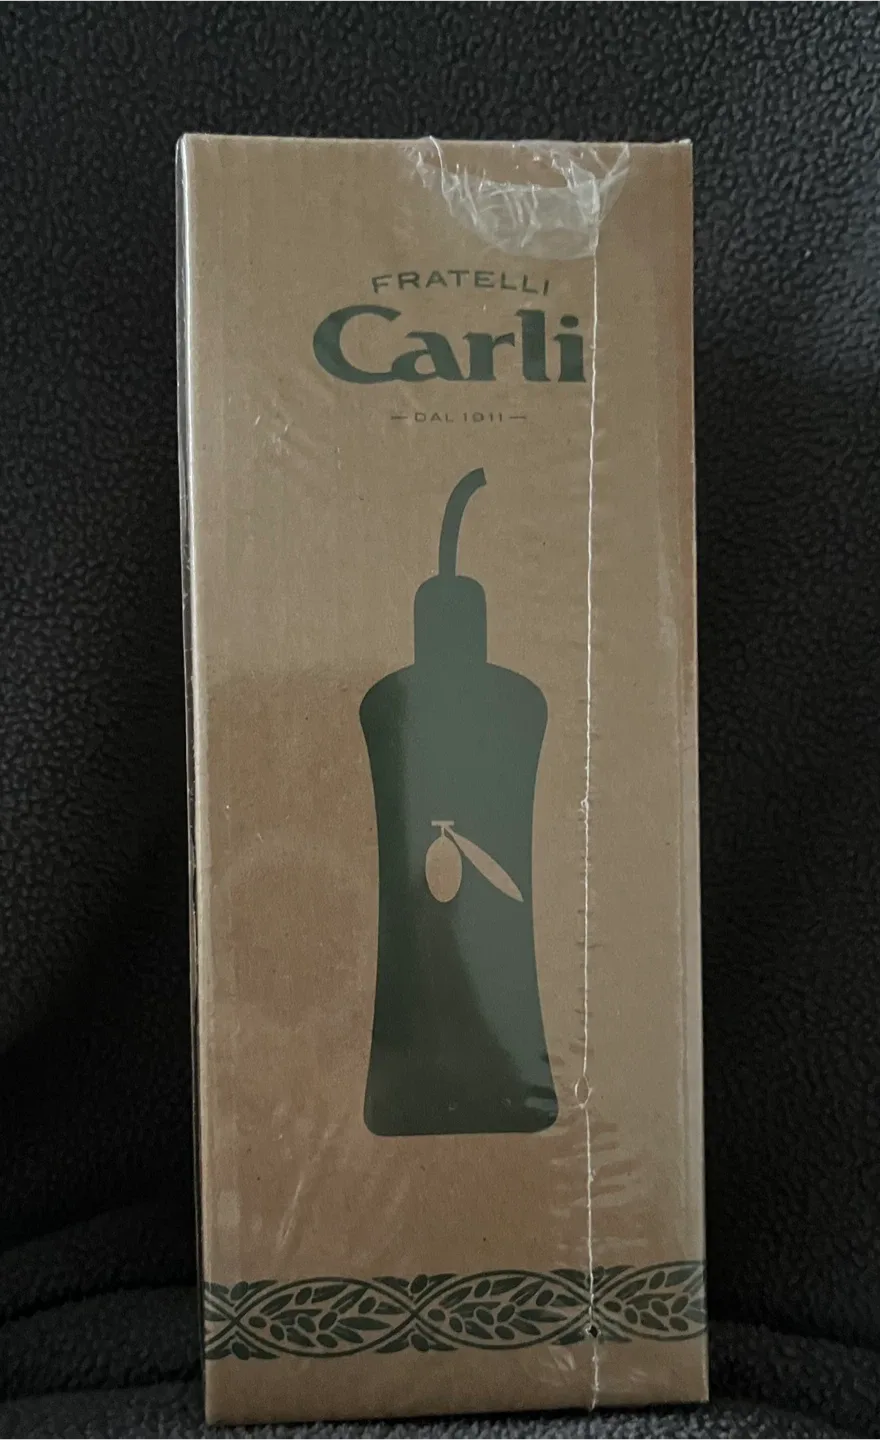 FRATELLI
Carli
— DAL 1911 —